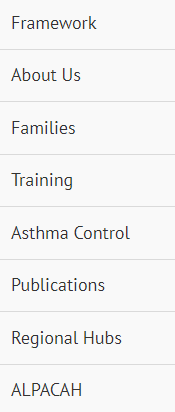 Framework
About Us
Families
Training
Asthma Control
Publications
Regional Hubs
ALPACAH